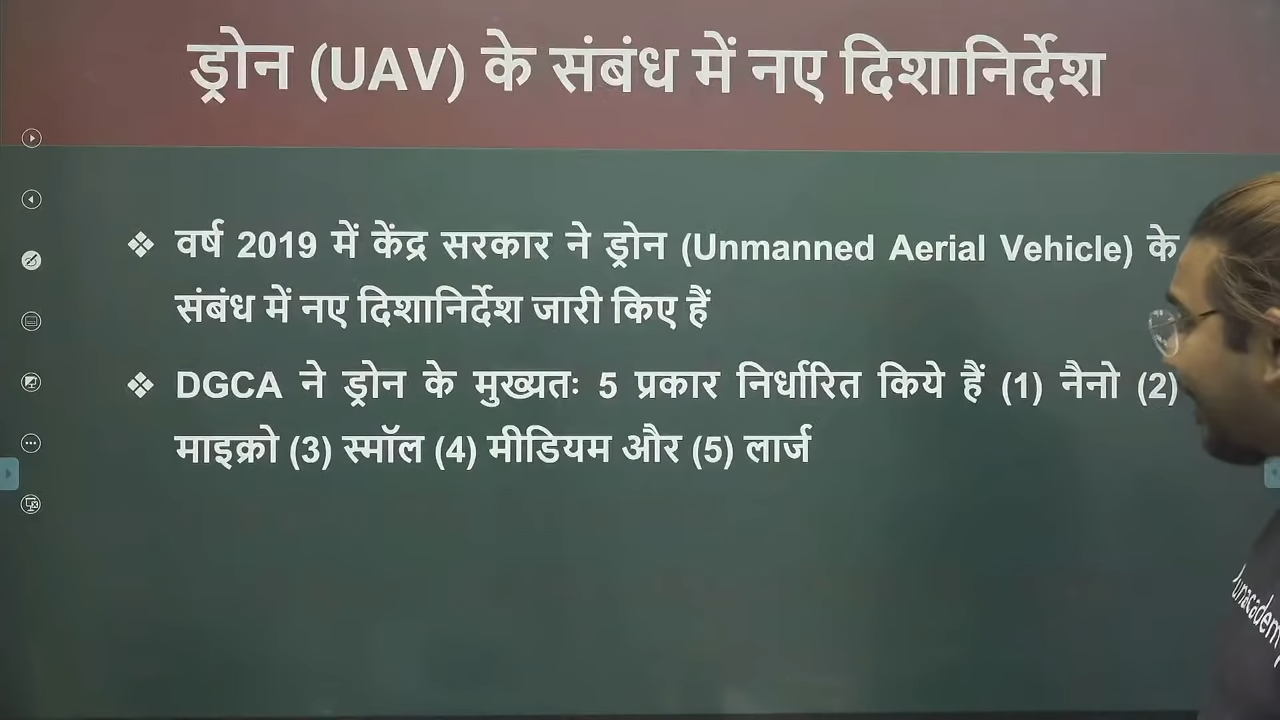 ड्रोन (UAV) के संबंध में नए दिशानिर्देश
❖ वर्ष 2019 में केंद्र सरकार ने ड्रोन (Unmanned Aerial Vehicle) के
संबंध में नए दिशानिर्देश जारी किए हैं
❖ DGCA ने ड्रोन के मुख्यतः 5 प्रकार निर्धारित किये हैं (1) नैनो (2)
माइक्रो (3) स्मॉल (4) मीडियम और (5) लार्ज
unacademy